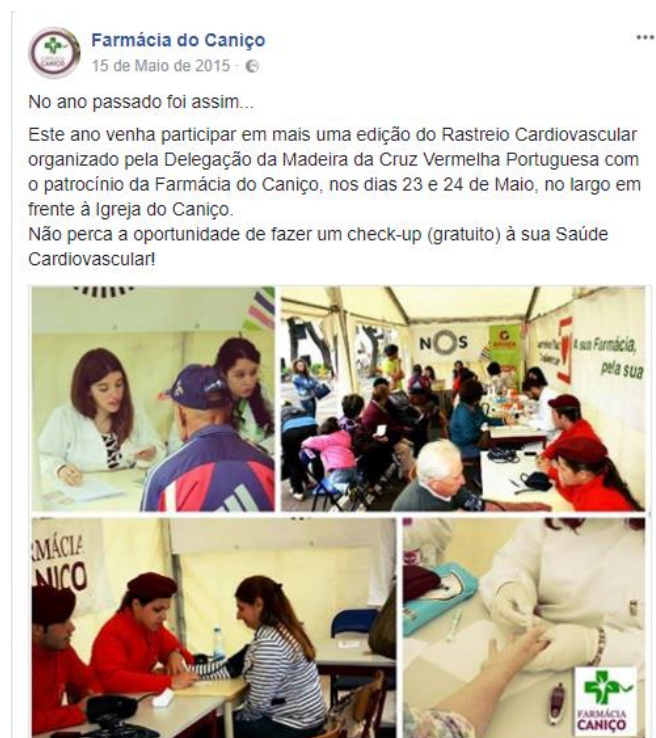 Farmácia do Caniço
15 de Maio de 2015
No ano passado foi assim...
Este ano venha participar em mais uma edição do Rastreio Cardiovascular
organizado pela Delegação da Madeira da Cruz Vermelha Portuguesa com
o patrocínio da Farmácia do Caniço, nos dias 23 e 24 de Maio, no largo em
frente à Igreja do Caniço.
Não perca a oportunidade de fazer um check-up (gratuito) à sua Saúde
Cardiovascular!
NOS
a sua Farmácia,
pela sua
FARMÁCIA
CANIÇO